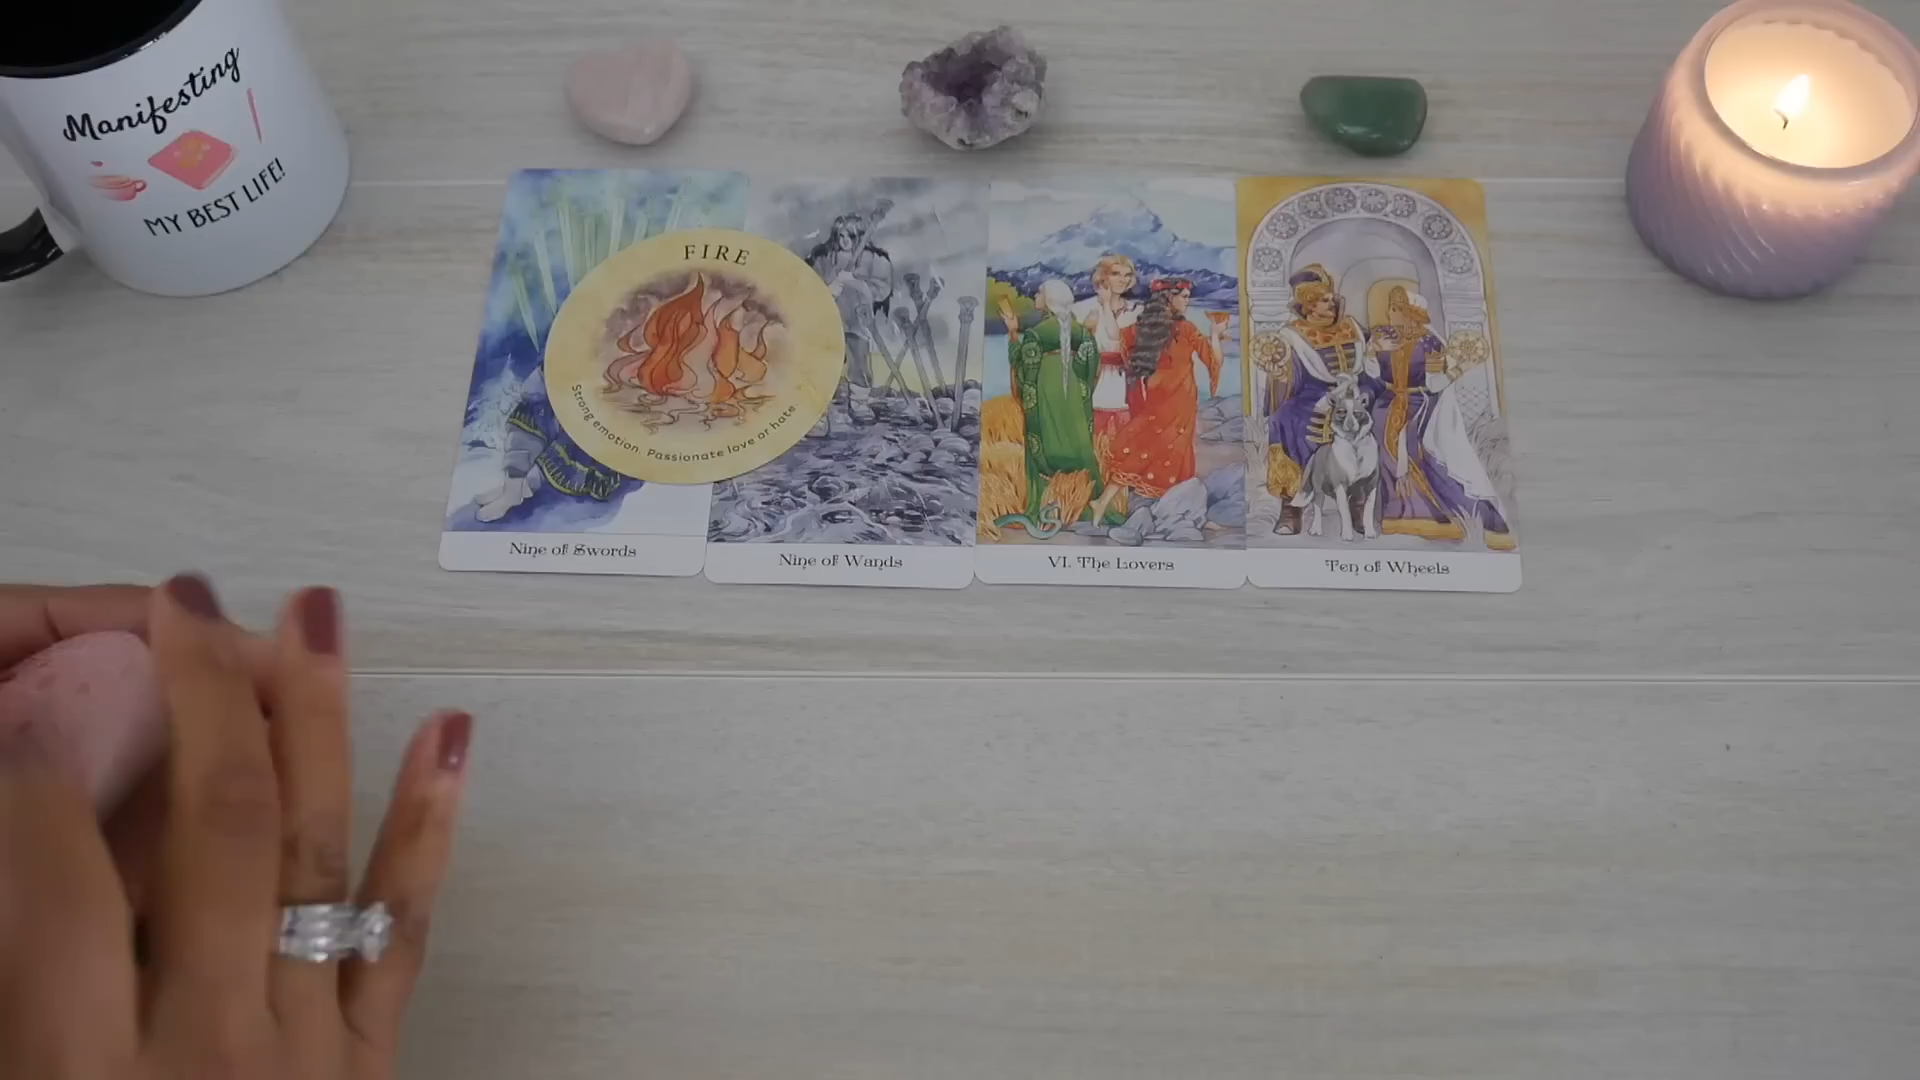 Manifesting
MY BEST LIFE!
FIRE
Strong emotion. Passionate love or hate
Nine of Swords
Nine of Wands
VI. The Lovers
Ten of Wheels